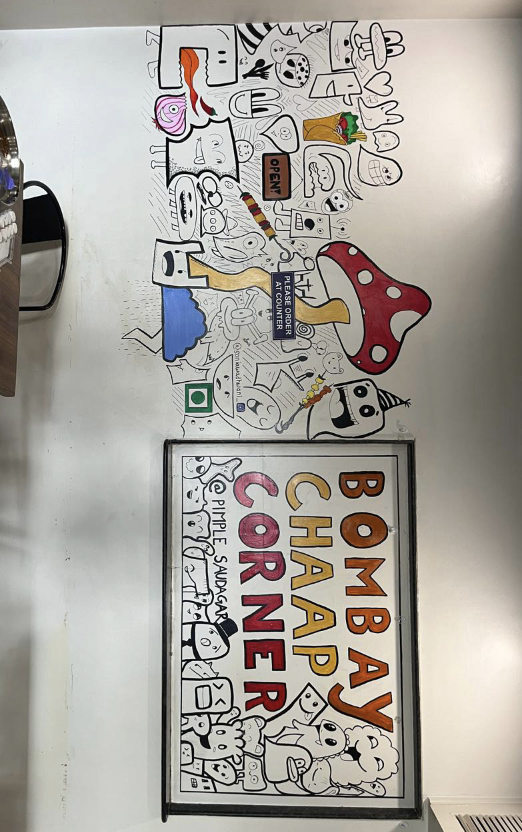 OPEN!
PLEASE ORDER
AT COUNTER
BOMBAY
CHAAP
CORNER
@ PIMPLE SAUDAGAR